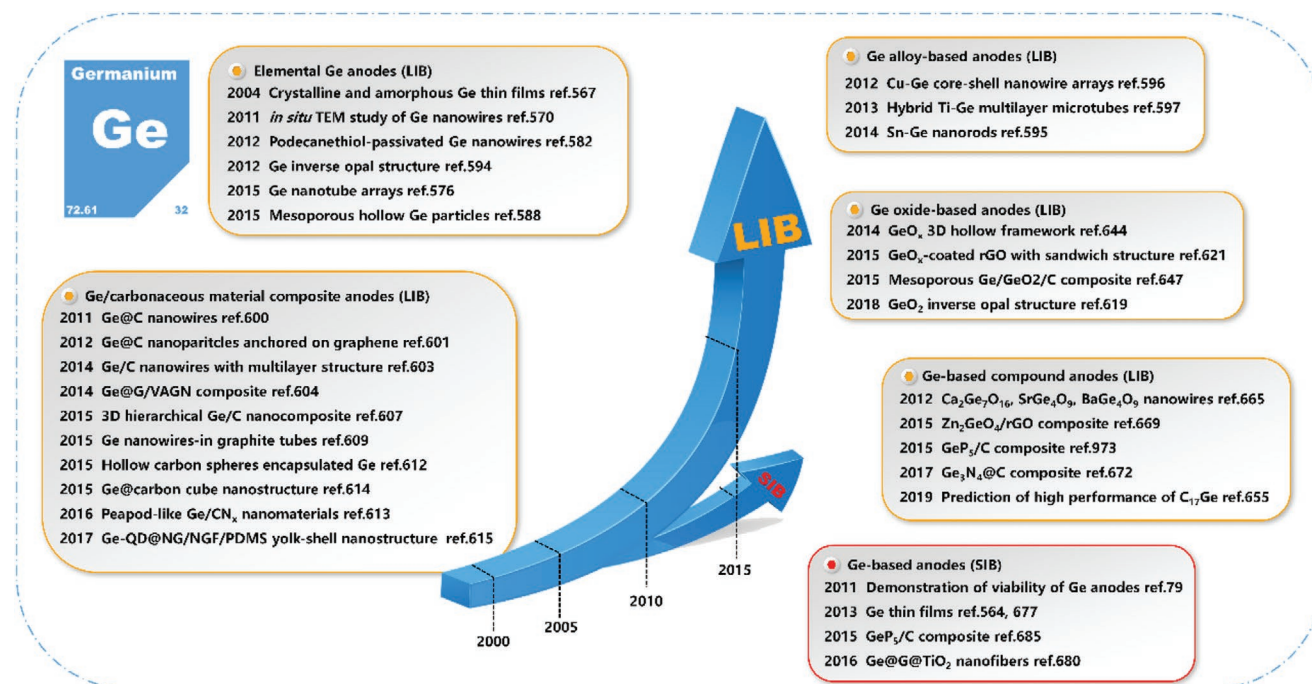 Germanium
Ge
72.61 32
Elemental Ge anodes (LIB)
2004 Crystalline and amorphous Ge thin films ref.567
2011 in situ TEM study of Ge nanowires ref.570
2012 Podecanethiol-passivated Ge nanowires ref.582
2012 Ge inverse opal structure ref.594
2015 Ge nanotube arrays ref.576
2015 Mesoporous hollow Ge particles ref.588
Ge/carbonaceous material composite anodes (LIB)
2011 Ge@C nanowires ref.600
2012 Ge@C nanoparitcles anchored on graphene ref.601
2014 Ge/C nanowires with multilayer structure ref.603
2014 Ge@G/VAGN composite ref.604
2015 3D hierarchical Ge/C nanocomposite ref.607
2015 Ge nanowires-in graphite tubes ref.609
2015 Hollow carbon spheres encapsulated Ge ref.612
2015 Ge@carbon cube nanostructure ref.614
2016 Peapod-like Ge/CNₓ nanomaterials ref.613
2017 Ge-QD@NG/NGF/PDMS yolk-shell nanostructure ref.615
LIB
SIB
2000
2005
2010
2015
Ge alloy-based anodes (LIB)
2012 Cu-Ge core-shell nanowire arrays ref.596
2013 Hybrid Ti-Ge multilayer microtubes ref.597
2014 Sn-Ge nanorods ref.595
Ge oxide-based anodes (LIB)
2014 GeOₓ 3D hollow framework ref.644
2015 GeOₓ-coated rGO with sandwich structure ref.621
2015 Mesoporous Ge/GeO2/C composite ref.647
2018 GeO₂ inverse opal structure ref.619
Ge-based compound anodes (LIB)
2012 Ca₂Ge₇O₁₆, SrGe₄O₉, BaGe₄O₉ nanowires ref.665
2015 Zn₂GeO₄/rGO composite ref.669
2015 GeP₅/C composite ref.973
2017 Ge₃N₄@C composite ref.672
2019 Prediction of high performance of C₁₇Ge ref.655
Ge-based anodes (SIB)
2011 Demonstration of viability of Ge anodes ref.79
2013 Ge thin films ref.564, 677
2015 GeP₅/C composite ref.685
2016 Ge@G@TiO₂ nanofibers ref.680